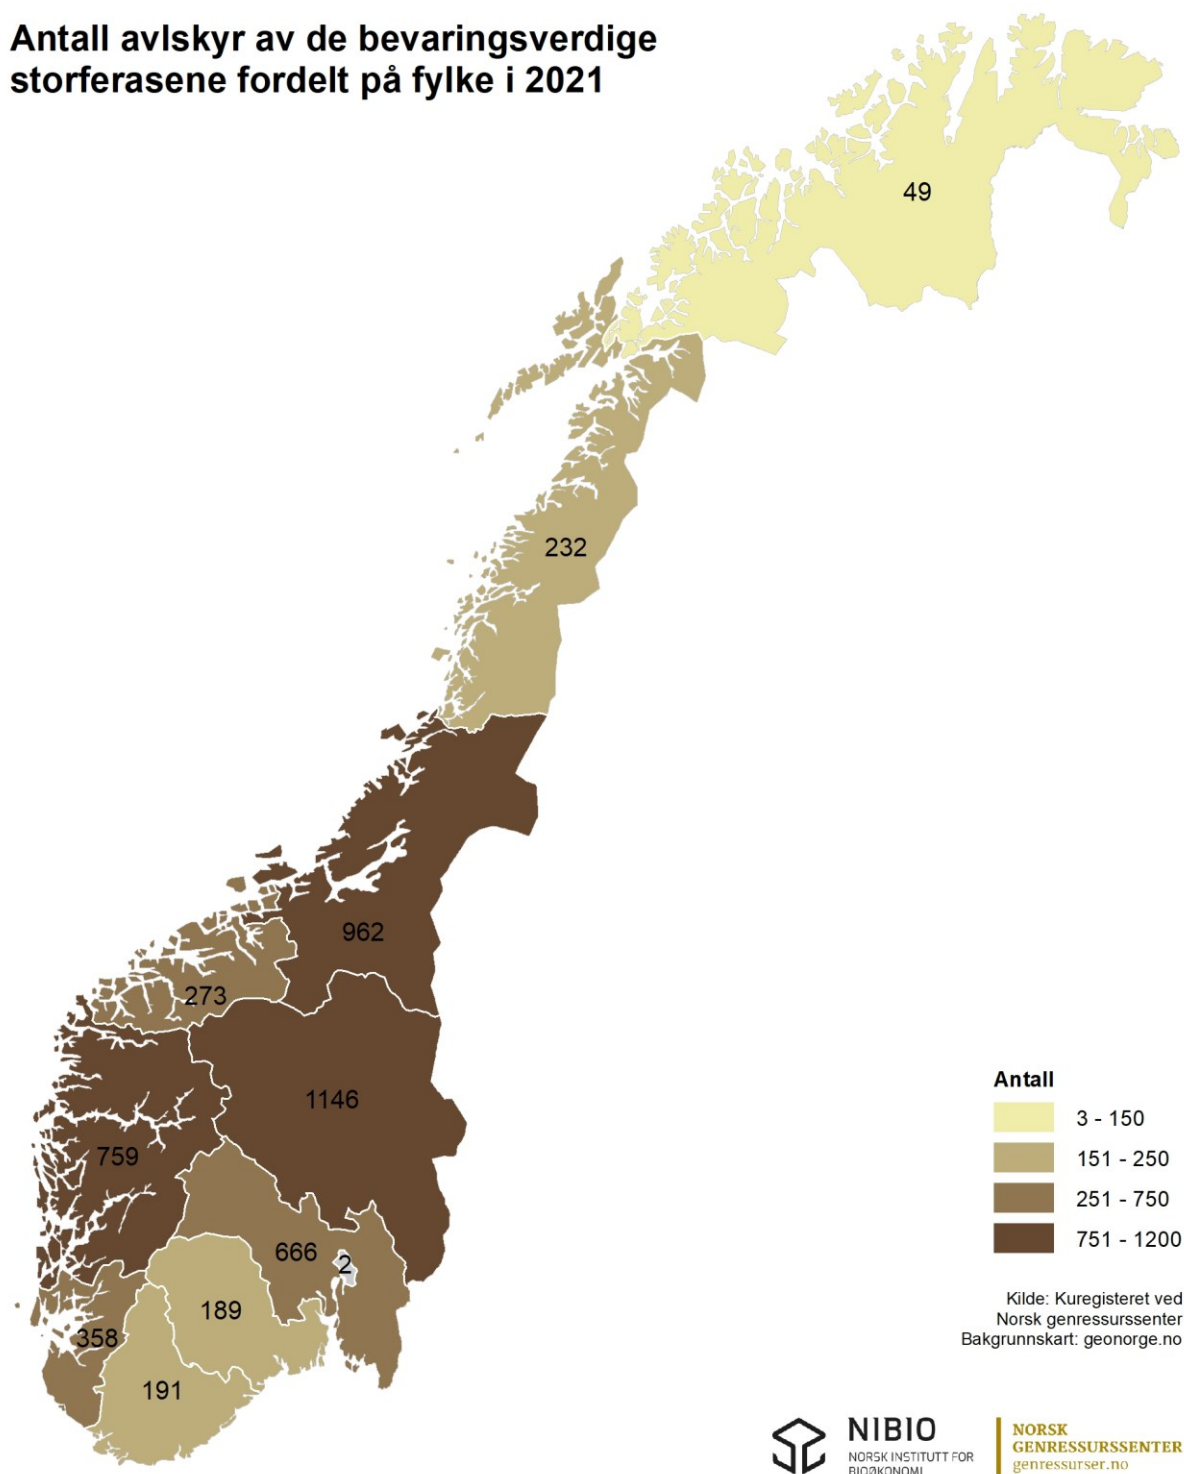 Antall avlskyr av de bevaringsverdige
storferasene fordelt på fylke i 2021
49
232
962
273
1146
759
666
2
189
358
191
Antall
3 - 150
151 - 250
251 - 750
751 - 1200
Kilde: Kuregisteret ved
Norsk genressurssenter
Bakgrunnskart: geonorge.no
NIBIO
NORSK INSTITUTT FOR
BIOØKONOMI
NORSK
GENRESSURSSENTER
genressurser.no